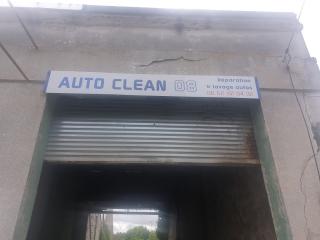 AUTO CLEAN 08
Réparation
& lavage autos